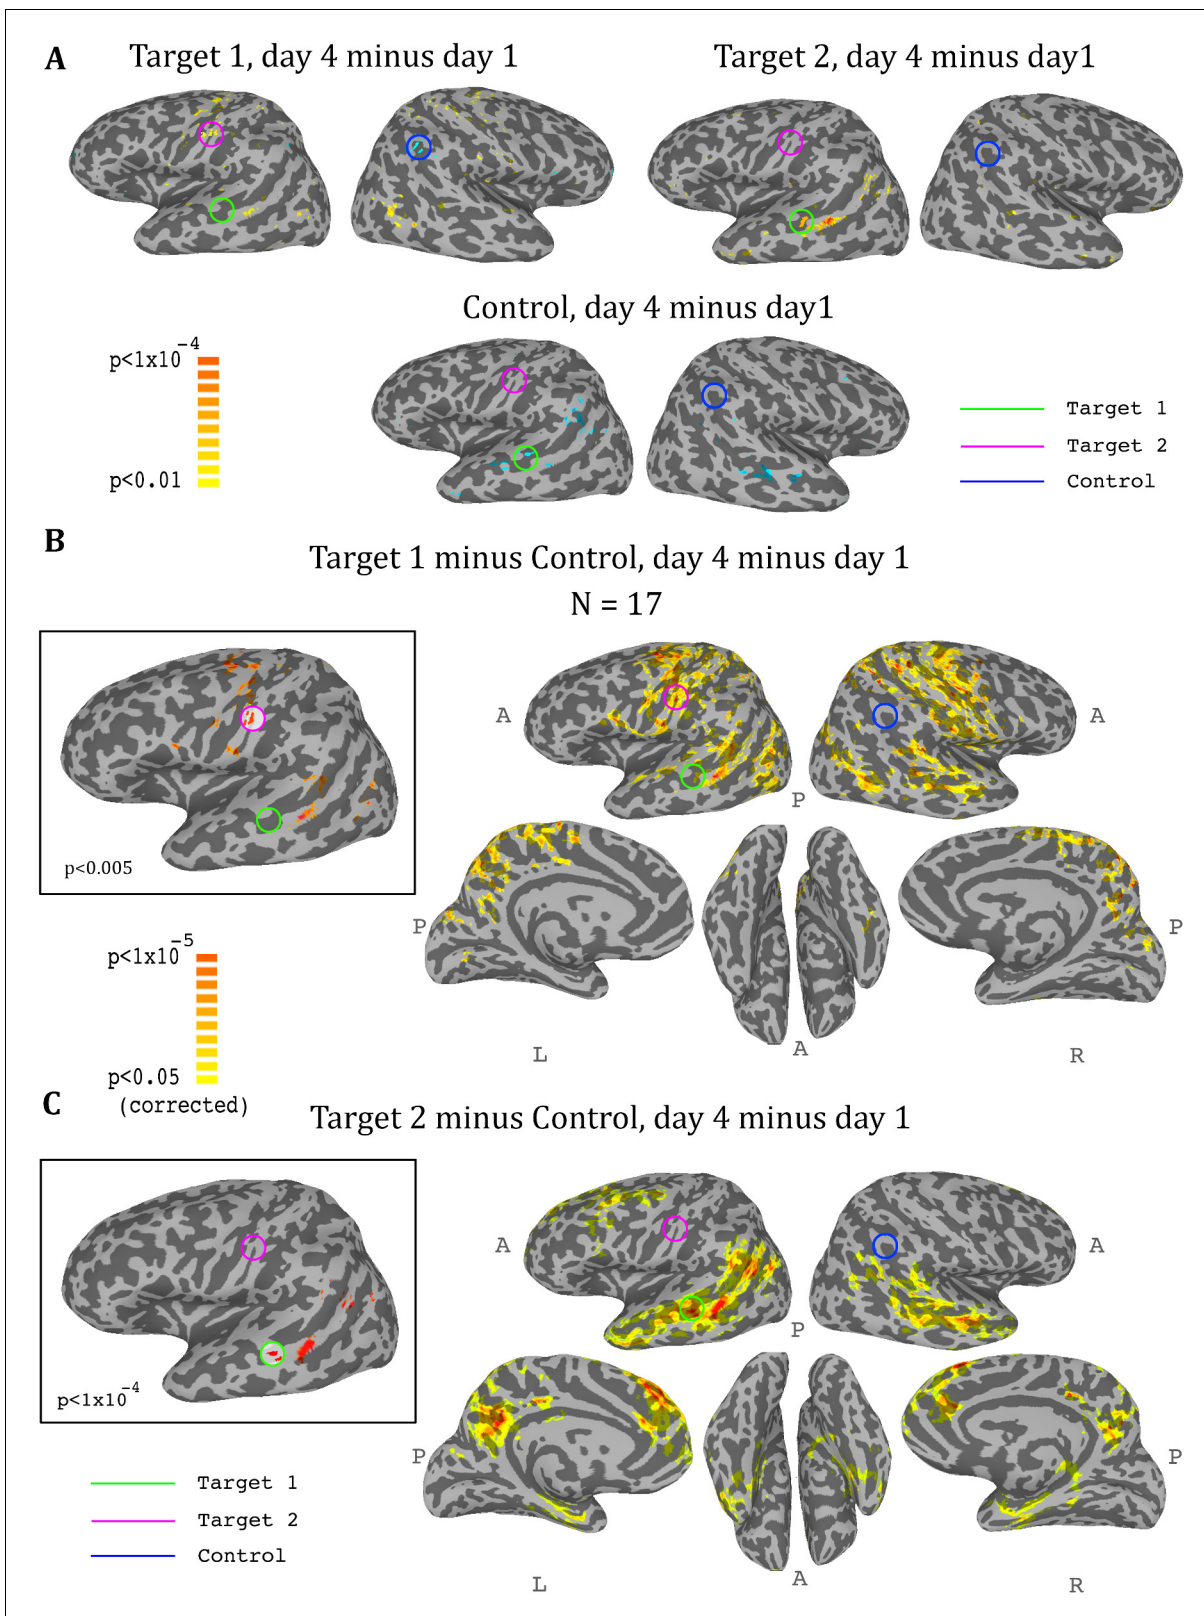 A
Target 1, day 4 minus day 1
Target 2, day 4 minus day1
Control, day 4 minus day1
p<1x10⁻⁴
p<0.01
Target 1
Target 2
Control
B
Target 1 minus Control, day 4 minus day 1
N = 17
p<0.005
A
A
P
P
P
A
L
R
p<1x10⁻⁵
p<0.05
(corrected)
C
Target 2 minus Control, day 4 minus day 1
p<1x10⁻⁴
A
A
P
P
P
A
L
R
Target 1
Target 2
Control